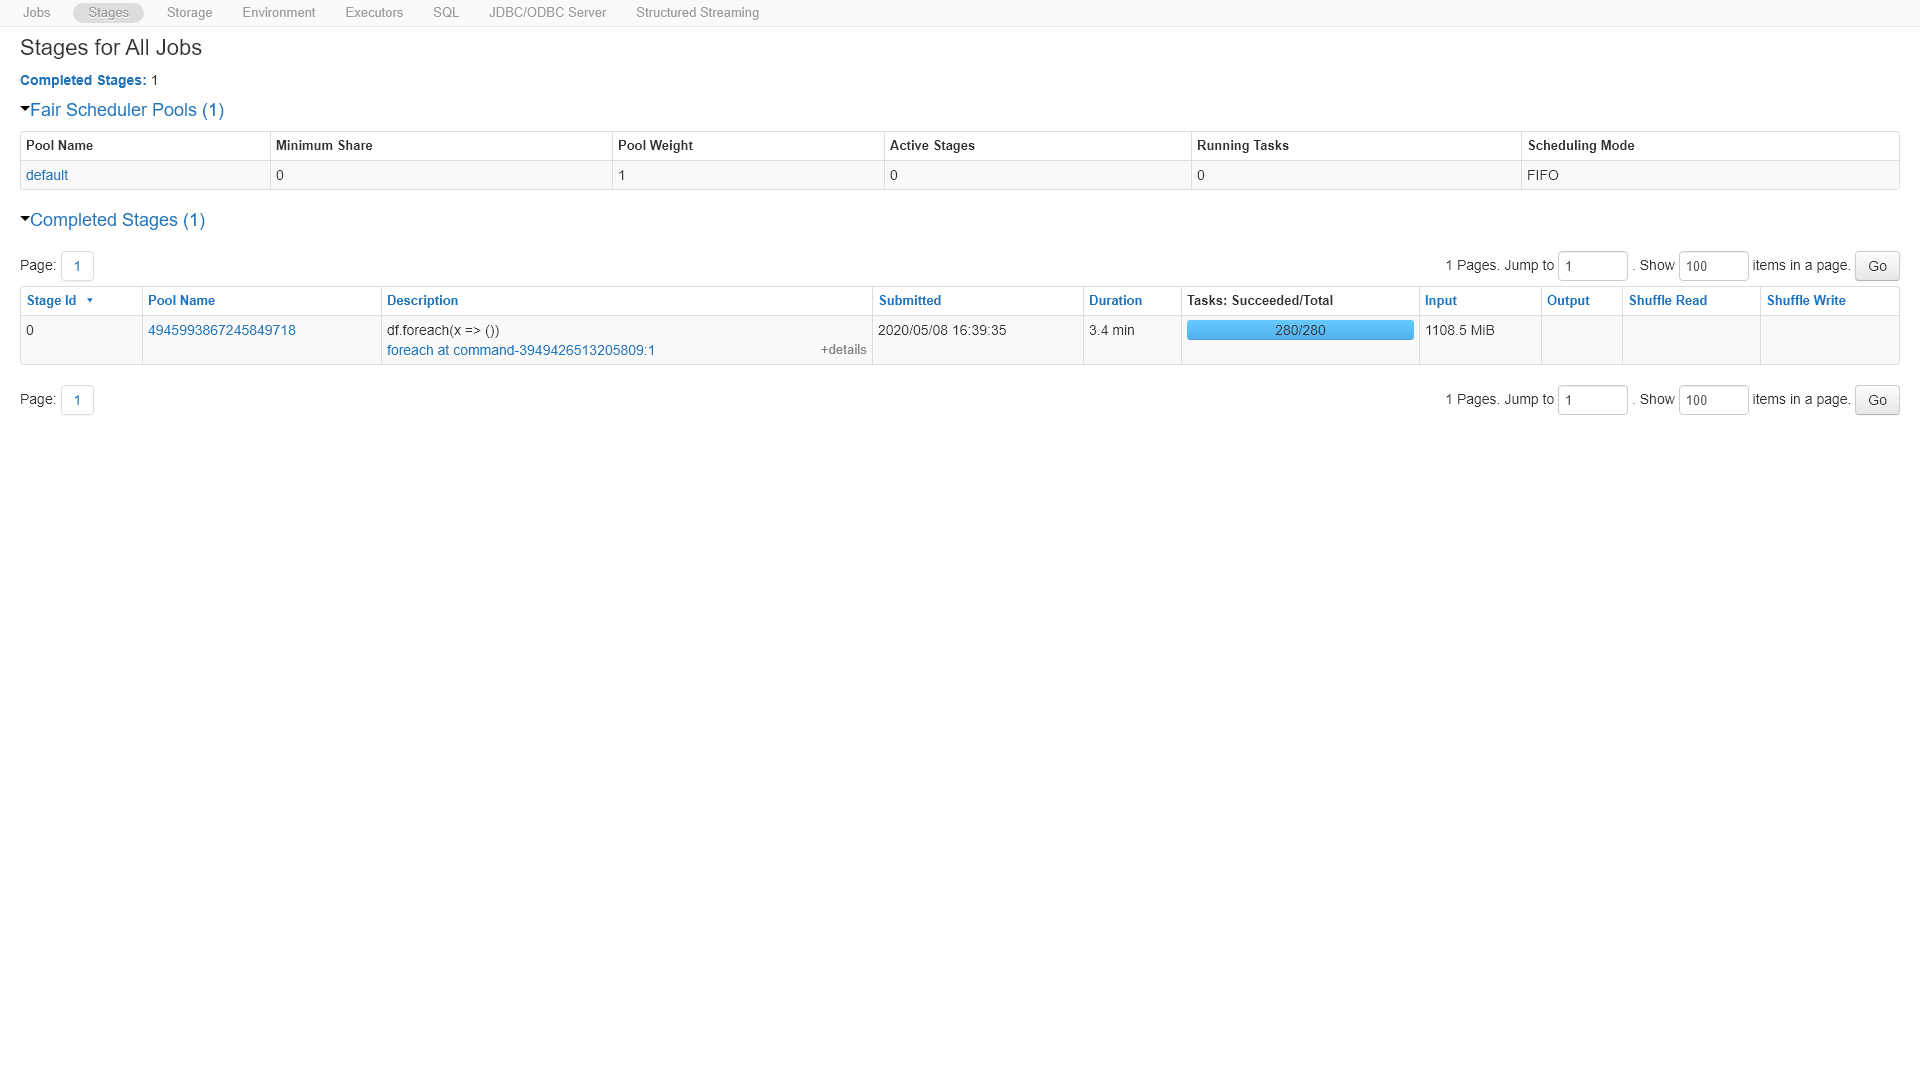 Jobs Stages Storage Environment Executors SQL JDBC/ODBC Server Structured Streaming
Stages for All Jobs
Completed Stages: 1
Fair Scheduler Pools (1)
Pool Name Minimum Share Pool Weight Active Stages Running Tasks Scheduling Mode
default 0 1 0 0 FIFO
Completed Stages (1)
Page: 1 1 Pages. Jump to 1 . Show 100 items in a page. Go
Stage Id ▾ Pool Name Description Submitted Duration Tasks: Succeeded/Total Input Output Shuffle Read Shuffle Write
0 4945993867245849718 df.foreach(x => ()) 2020/05/08 16:39:35 3.4 min 280/280 1108.5 MiB
foreach at command-3949426513205809:1 +details
Page: 1 1 Pages. Jump to 1 . Show 100 items in a page. Go